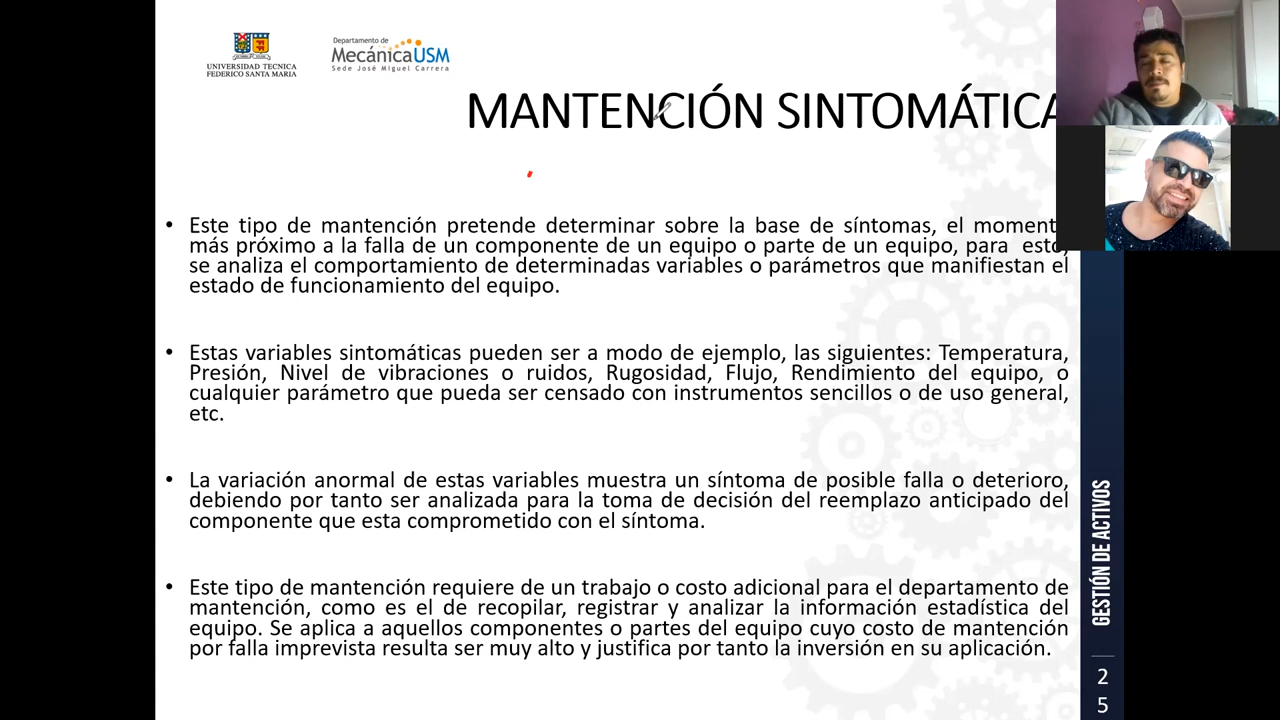 UNIVERSIDAD TECNICA
FEDERICO SANTA MARIA
Departamento de
MecánicaUSM
Sede José Miguel Carrera
MANTENCIÓN SINTOMÁTICA
• Este tipo de mantención pretende determinar sobre la base de síntomas, el moment
más próximo a la falla de un componente de un equipo o parte de un equipo, para esto,
se analiza el comportamiento de determinadas variables o parámetros que manifiestan el
estado de funcionamiento del equipo.
• Estas variables sintomáticas pueden ser a modo de ejemplo, las siguientes: Temperatura,
Presión, Nivel de vibraciones o ruidos, Rugosidad, Flujo, Rendimiento del equipo, o
cualquier parámetro que pueda ser censado con instrumentos sencillos o de uso general,
etc.
• La variación anormal de estas variables muestra un síntoma de posible falla o deterioro,
debiendo por tanto ser analizada para la toma de decisión del reemplazo anticipado del
componente que esta comprometido con el síntoma.
• Este tipo de mantención requiere de un trabajo o costo adicional para el departamento de
mantención, como es el de recopilar, registrar y analizar la información estadística del
equipo. Se aplica a aquellos componentes o partes del equipo cuyo costo de mantención
por falla imprevista resulta ser muy alto y justifica por tanto la inversión en su aplicación.
GESTIÓN DE ACTIVOS
2
5